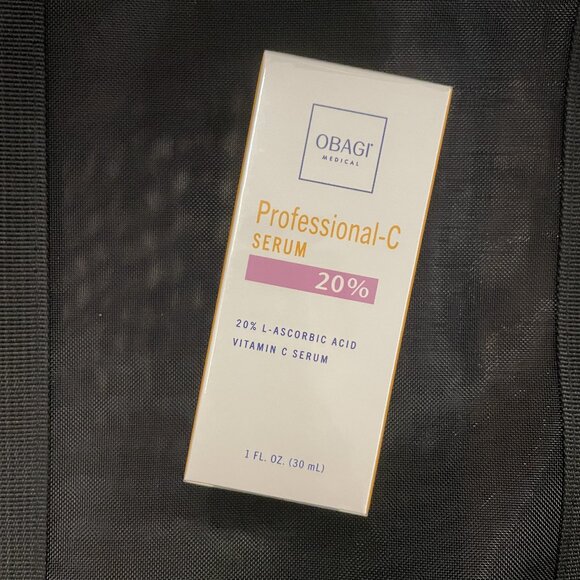 OBAGI
MEDICAL
Professional-C
SERUM
20%
20% L-ASCORBIC ACID
VITAMIN C SERUM
1 FL. OZ. (30 mL)